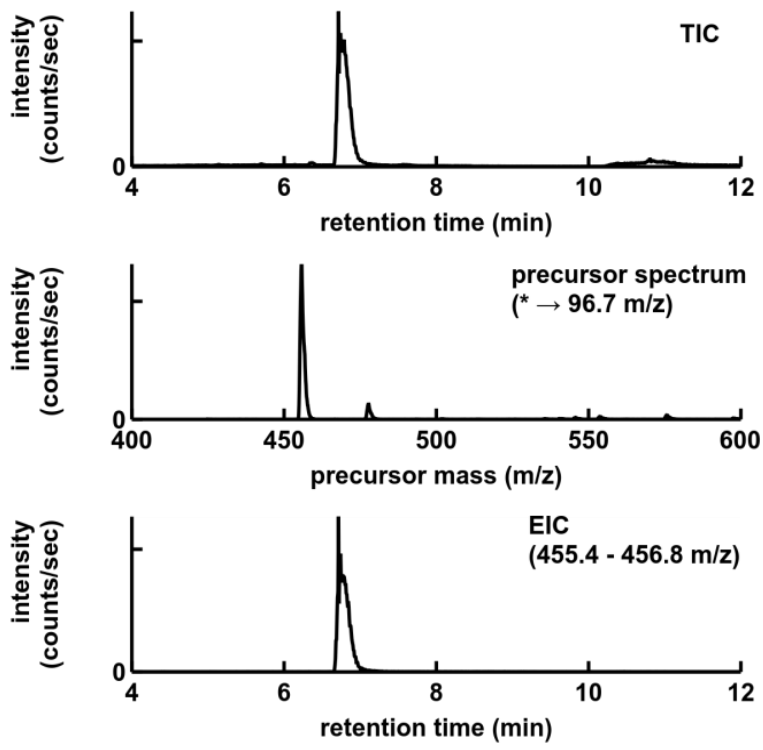 intensity
(counts/sec)
TIC
0
4 6 8 10 12
retention time (min)
intensity
(counts/sec)
precursor spectrum
(* → 96.7 m/z)
0
400 450 500 550 600
precursor mass (m/z)
intensity
(counts/sec)
EIC
(455.4 - 456.8 m/z)
0
4 6 8 10 12
retention time (min)